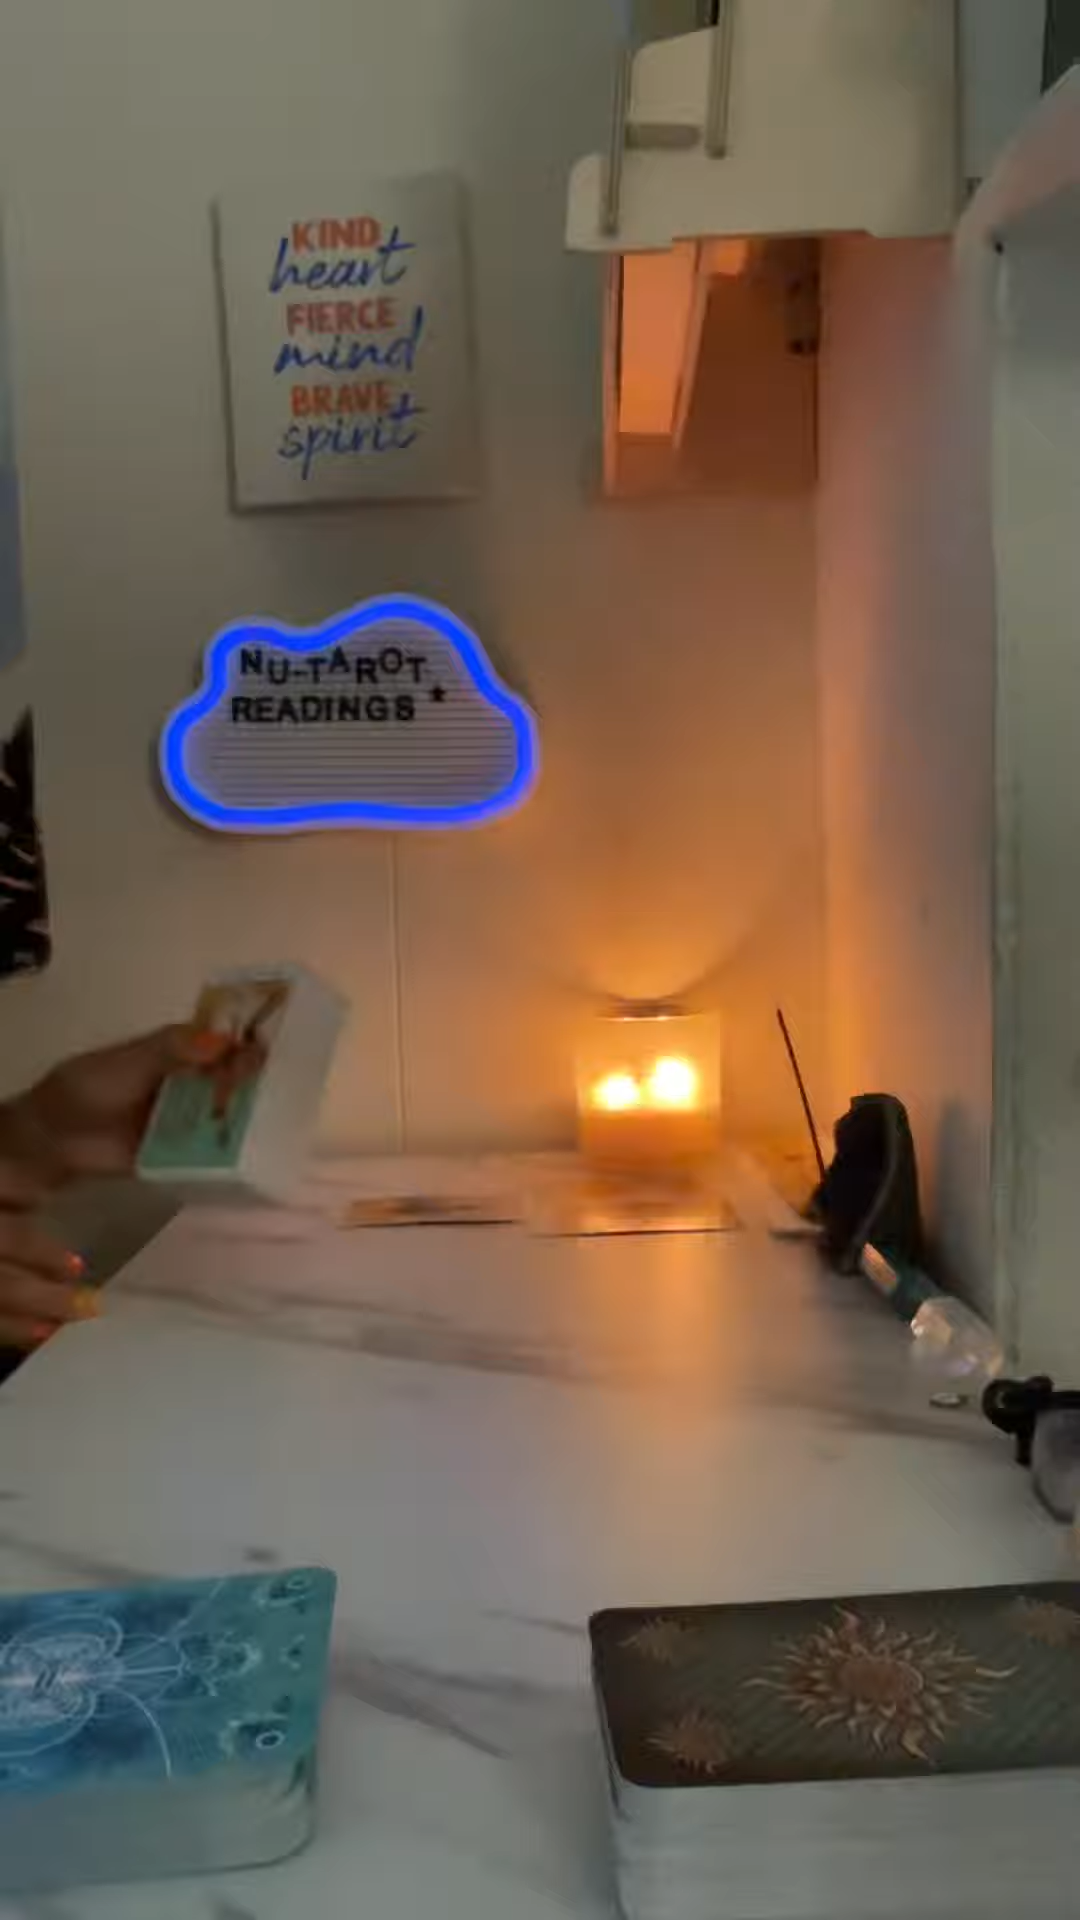 KIND
heart
FIERCE
mind
BRAVE
spirit
NU-TAROT
READINGS